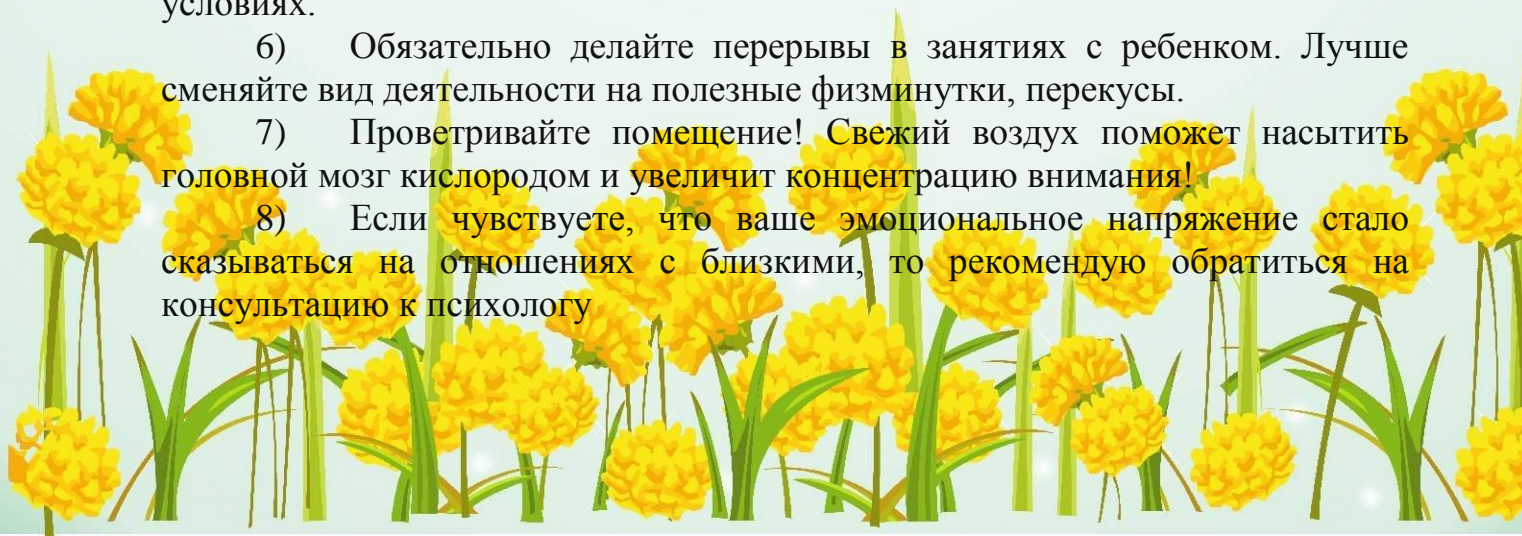 условиях.
6) Обязательно делайте перерывы в занятиях с ребенком. Лучше
сменяйте вид деятельности на полезные физминутки, перекусы.
7) Проветривайте помещение! Свежий воздух поможет насытить
головной мозг кислородом и увеличит концентрацию внимания!
8) Если чувствуете, что ваше эмоциональное напряжение стало
сказываться на отношениях с близкими, то рекомендую обратиться на
консультацию к психологу